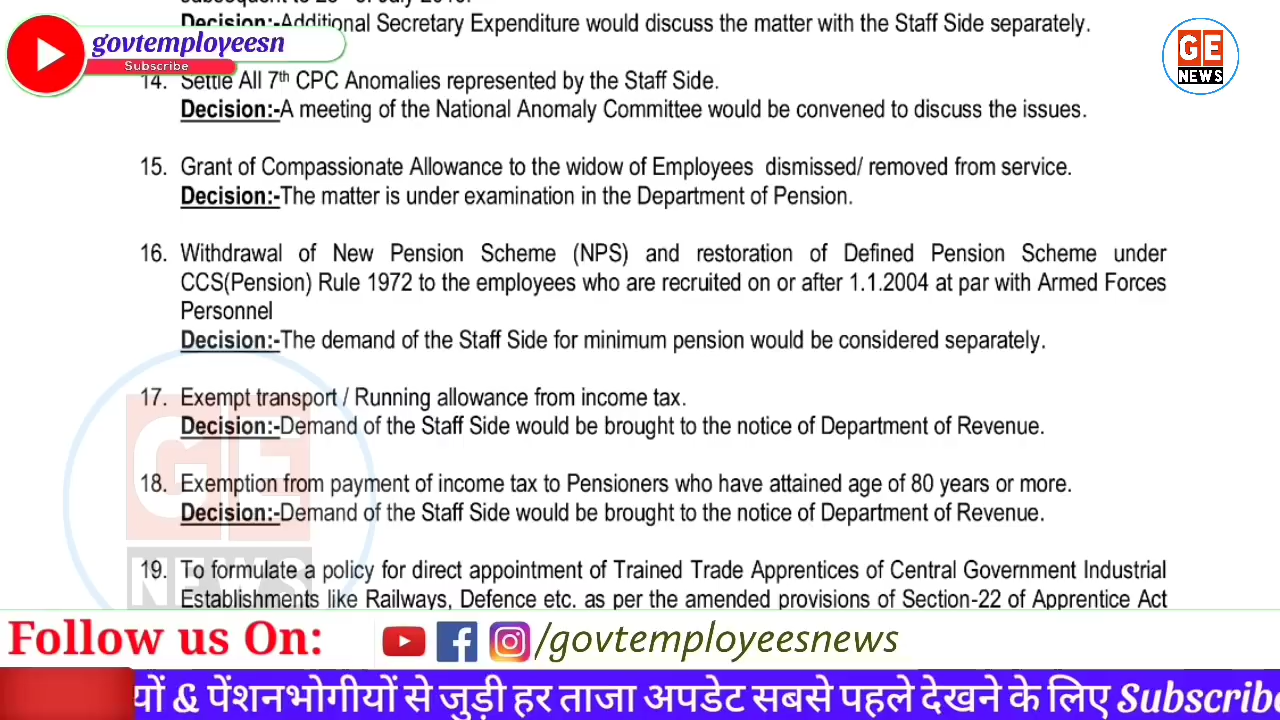 subsequent to 28th of July 2016.
Decision:-Additional Secretary Expenditure would discuss the matter with the Staff Side separately.
govtemployeesn
Subscribe
GE
NEWS
14. Settle All 7th CPC Anomalies represented by the Staff Side.
Decision:-A meeting of the National Anomaly Committee would be convened to discuss the issues.
15. Grant of Compassionate Allowance to the widow of Employees dismissed/ removed from service.
Decision:-The matter is under examination in the Department of Pension.
16. Withdrawal of New Pension Scheme (NPS) and restoration of Defined Pension Scheme under
CCS(Pension) Rule 1972 to the employees who are recruited on or after 1.1.2004 at par with Armed Forces
Personnel
Decision:-The demand of the Staff Side for minimum pension would be considered separately.
17. Exempt transport / Running allowance from income tax.
Decision:-Demand of the Staff Side would be brought to the notice of Department of Revenue.
18. Exemption from payment of income tax to Pensioners who have attained age of 80 years or more.
Decision:-Demand of the Staff Side would be brought to the notice of Department of Revenue.
GE
NEWS
19. To formulate a policy for direct appointment of Trained Trade Apprentices of Central Government Industrial
Establishments like Railways, Defence etc. as per the amended provisions of Section-22 of Apprentice Act
Follow us On: /govtemployeesnews
यों & पेंशनभोगीयों से जुड़ी हर ताजा अपडेट सबसे पहले देखने के लिए Subscribe